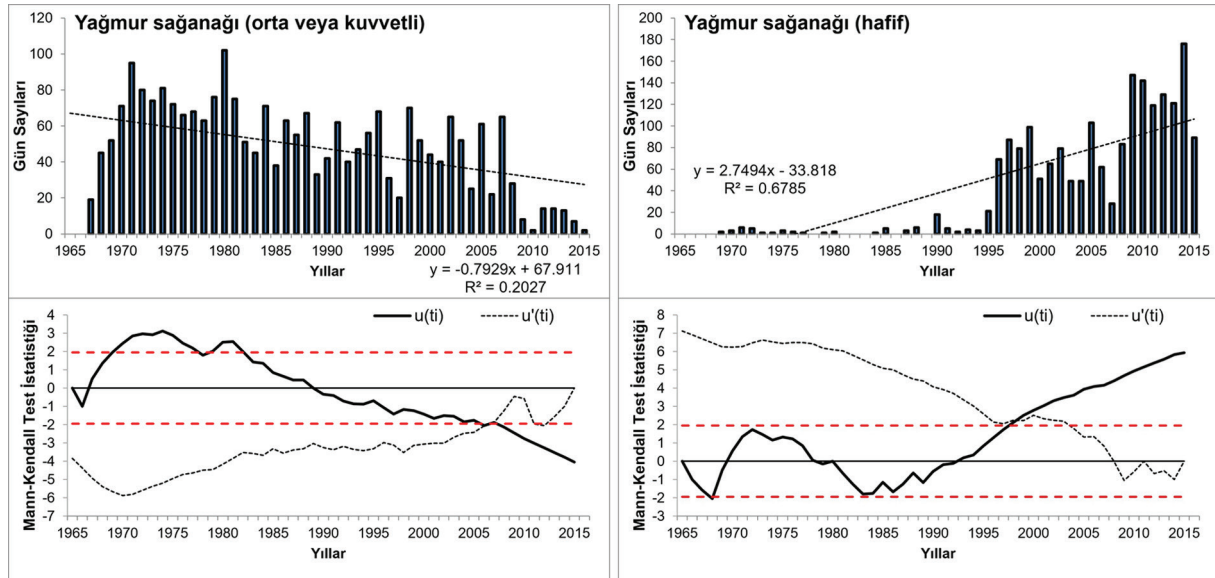 Yağmur sağanağı (orta veya kuvvetli)
Gün Sayıları
120
100
80
60
40
20
0
1965 1970 1975 1980 1985 1990 1995 2000 2005 2010 2015
Yıllar
y = -0.7929x + 67.911
R² = 0.2027
Yağmur sağanağı (hafif)
Gün Sayıları
200
180
160
140
120
100
80
60
40
20
0
y = 2.7494x - 33.818
R² = 0.6785
1965 1970 1975 1980 1985 1990 1995 2000 2005 2010 2015
Yıllar
Mann-Kendall Test İstatistiği
u(ti) u'(ti)
4
3
2
1
0
-1
-2
-3
-4
-5
-6
-7
1965 1970 1975 1980 1985 1990 1995 2000 2005 2010 2015
Yıllar
Mann-Kendall Test İstatistiği
u(ti) u'(ti)
8
7
6
5
4
3
2
1
0
-1
-2
-3
1965 1970 1975 1980 1985 1990 1995 2000 2005 2010 2015
Yıllar